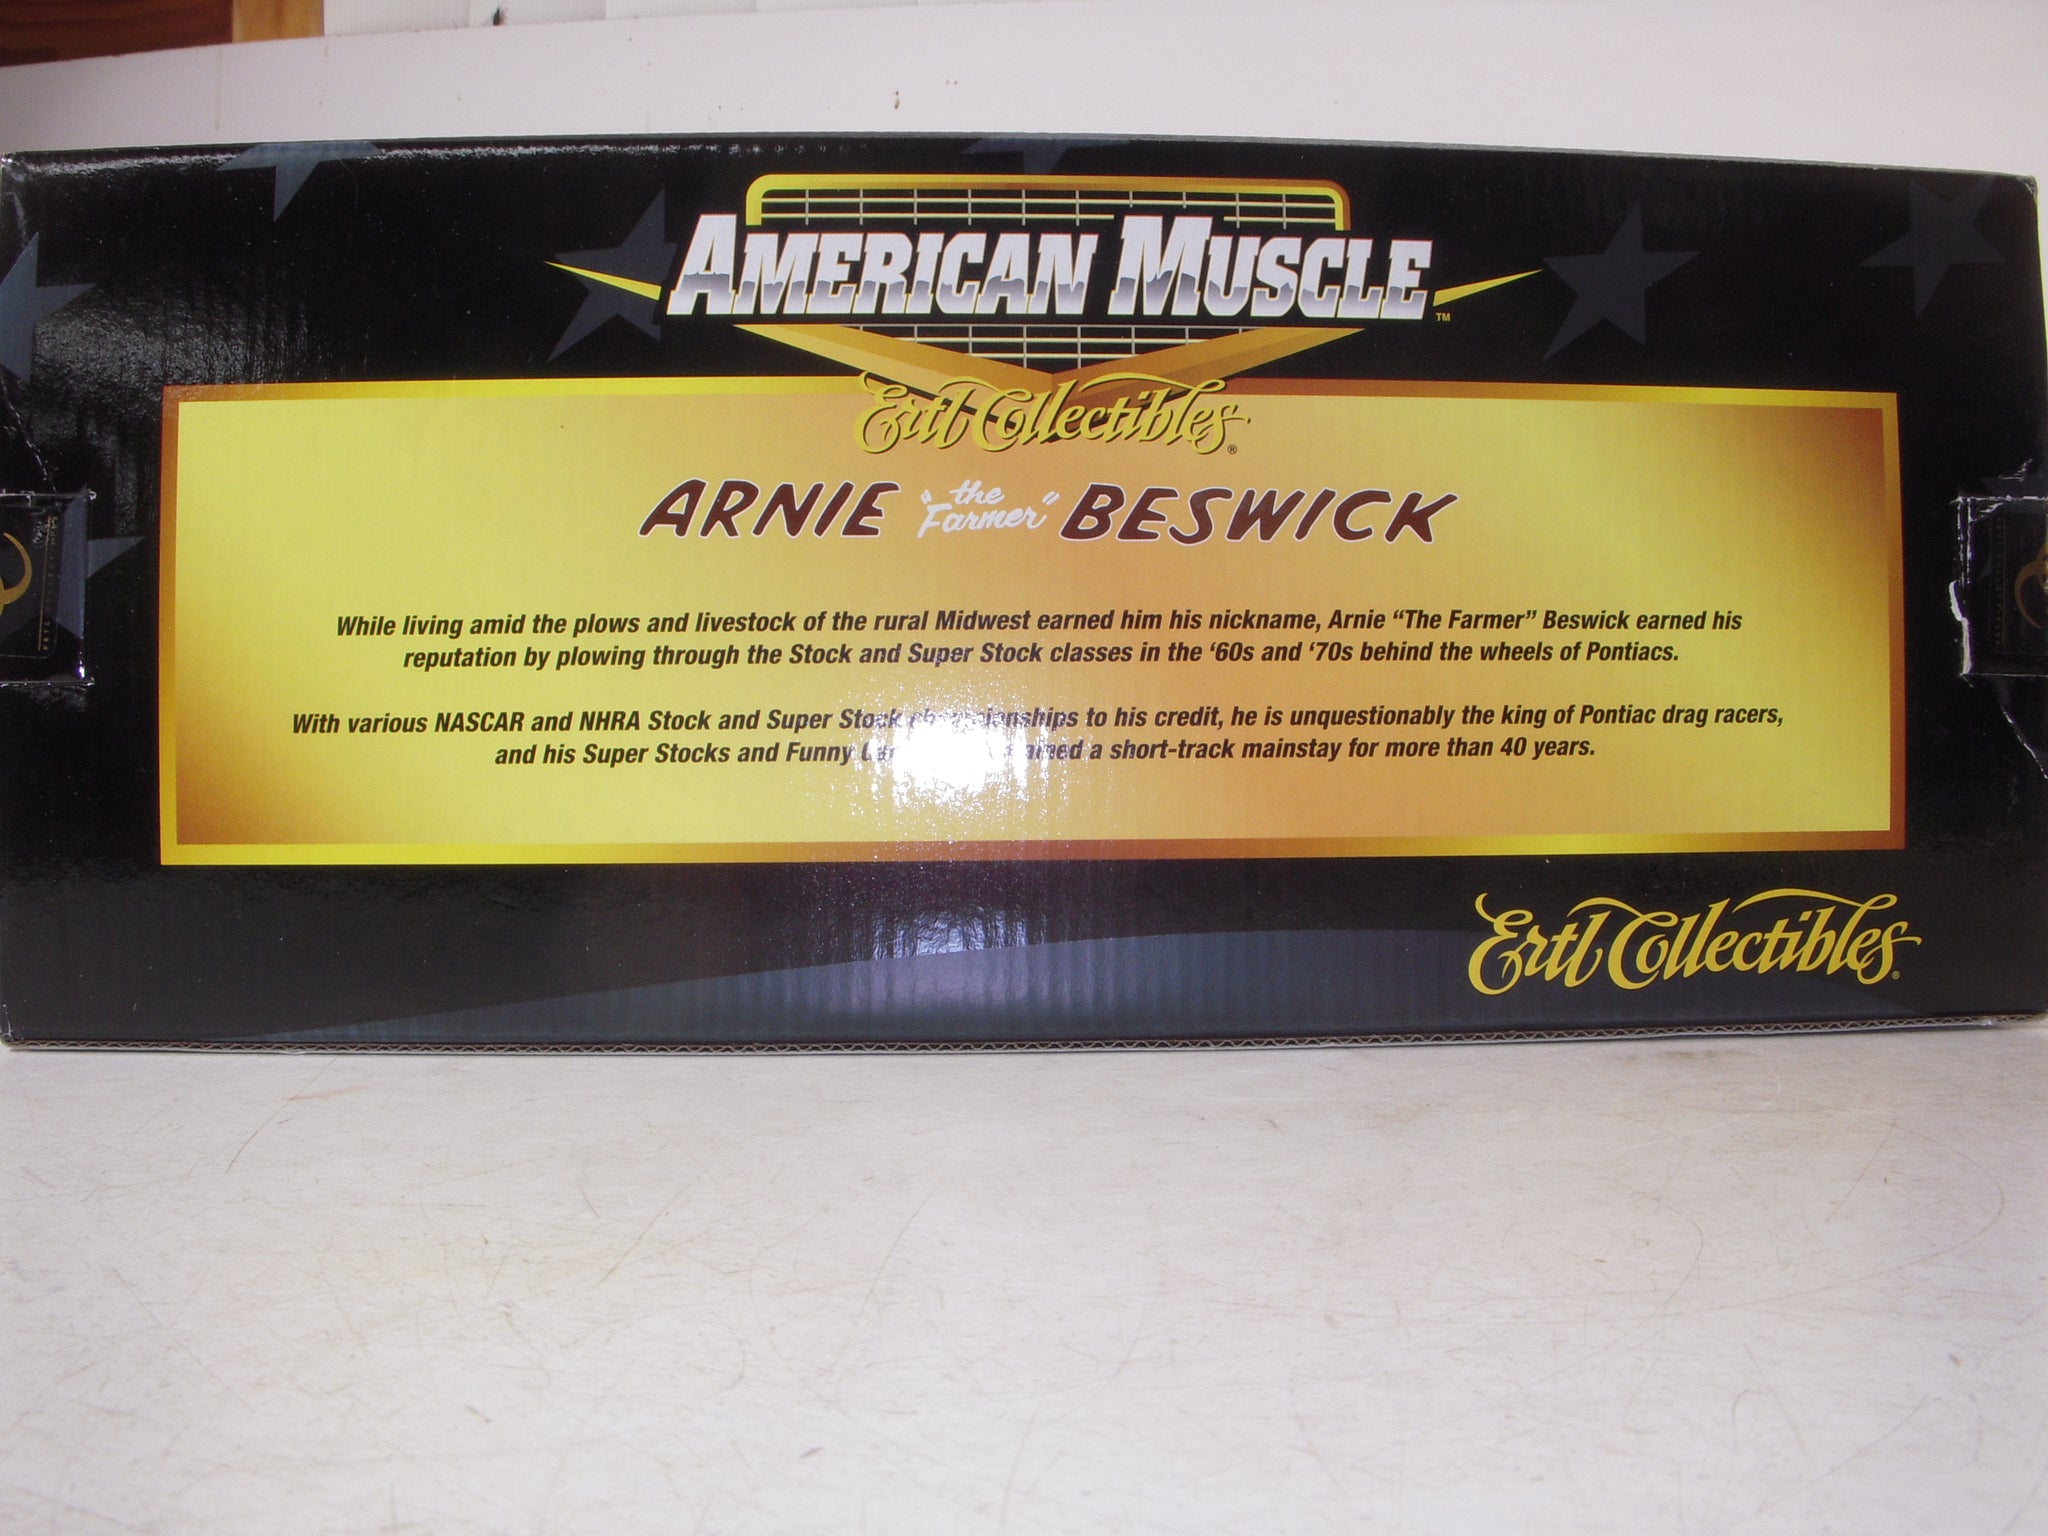 AMERICAN MUSCLE ™
Ertl Collectibles ®
ARNIE "the Farmer" BESWICK
While living amid the plows and livestock of the rural Midwest earned him his nickname, Arnie “The Farmer” Beswick earned his
reputation by plowing through the Stock and Super Stock classes in the ‘60s and ‘70s behind the wheels of Pontiacs.
With various NASCAR and NHRA Stock and Super Stock championships to his credit, he is unquestionably the king of Pontiac drag racers,
and his Super Stocks and Funny a short-track mainstay for more than 40 years.
Ertl Collectibles ®